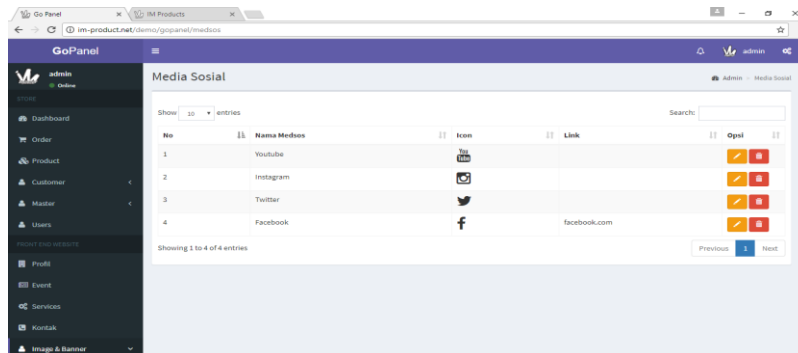 Go Panel
IM Products
im-product.net/demo/gopanel/medsos
GoPanel
admin
admin
Online
Media Sosial
Admin
Media Sosial
STORE
Dashboard
Order
Product
Customer
Master
Users
FRONT END WEBSITE
Profil
Event
Services
Kontak
Image & Banner
Show 10 entries
Search:
No Nama Medsos Icon Link Opsi
1 Youtube You Tube
2 Instagram
3 Twitter
4 Facebook facebook.com
Showing 1 to 4 of 4 entries
Previous 1 Next